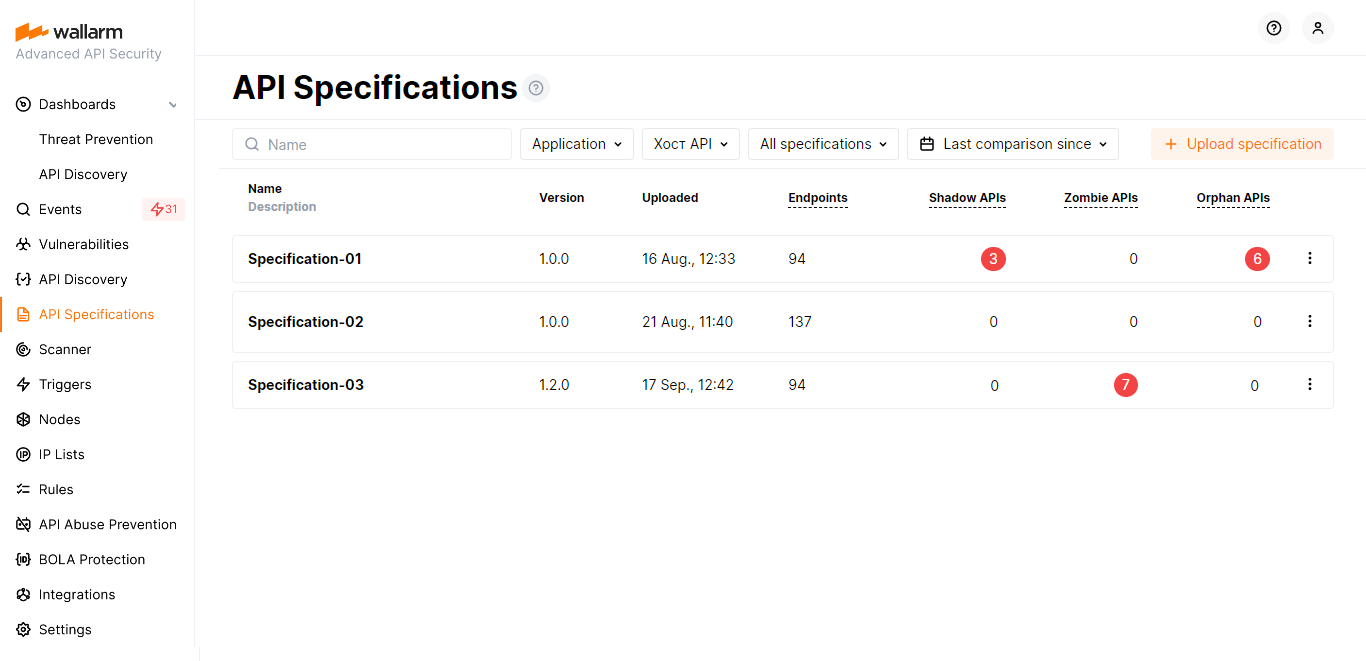 wallarm
Advanced API Security
Dashboards
Threat Prevention
API Discovery
Events 31
Vulnerabilities
API Discovery
API Specifications
Scanner
Triggers
Nodes
IP Lists
Rules
API Abuse Prevention
BOLA Protection
Integrations
Settings
API Specifications
Name Application Хост API All specifications Last comparison since + Upload specification
Name
Description
Version Uploaded Endpoints Shadow APIs Zombie APIs Orphan APIs
Specification-01 1.0.0 16 Aug., 12:33 94 3 0 6
Specification-02 1.0.0 21 Aug., 11:40 137 0 0 0
Specification-03 1.2.0 17 Sep., 12:42 94 0 7 0